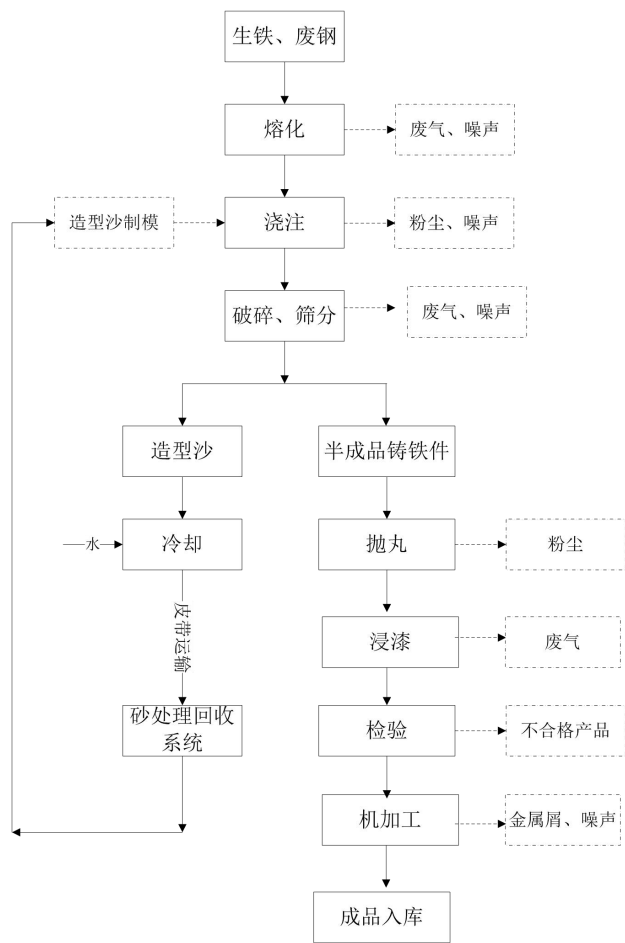 生铁、废钢
熔化
废气、噪声
造型沙制模
浇注
粉尘、噪声
破碎、筛分
废气、噪声
造型沙
半成品铸铁件
水
冷却
抛丸
粉尘
皮带运输
浸漆
废气
砂处理回收
系统
检验
不合格产品
机加工
金属屑、噪声
成品入库